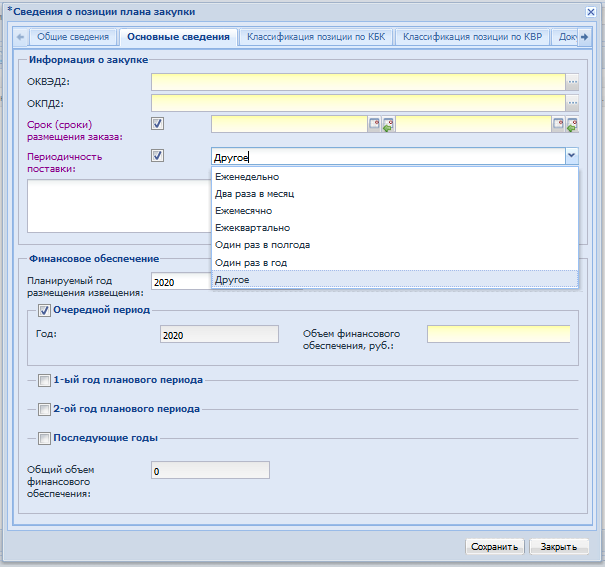 *Сведения о позиции плана закупки
Общие сведения
Основные сведения
Классификация позиции по КБК
Классификация позиции по КВР
Доку
Информация о закупке
ОКВЭД2:
ОКПД2:
Срок (сроки)
размещения заказа:
Периодичность
поставки:
Другое
Еженедельно
Два раза в месяц
Ежемесячно
Ежеквартально
Один раз в полгода
Один раз в год
Другое
Финансовое обеспечение
Планируемый год
размещения извещения:
2020
Очередной период
Год:
2020
Объем финансового
обеспечения, руб.:
1-ый год планового периода
2-ой год планового периода
Последующие годы
Общий объем
финансового
обеспечения:
0
Сохранить
Закрыть